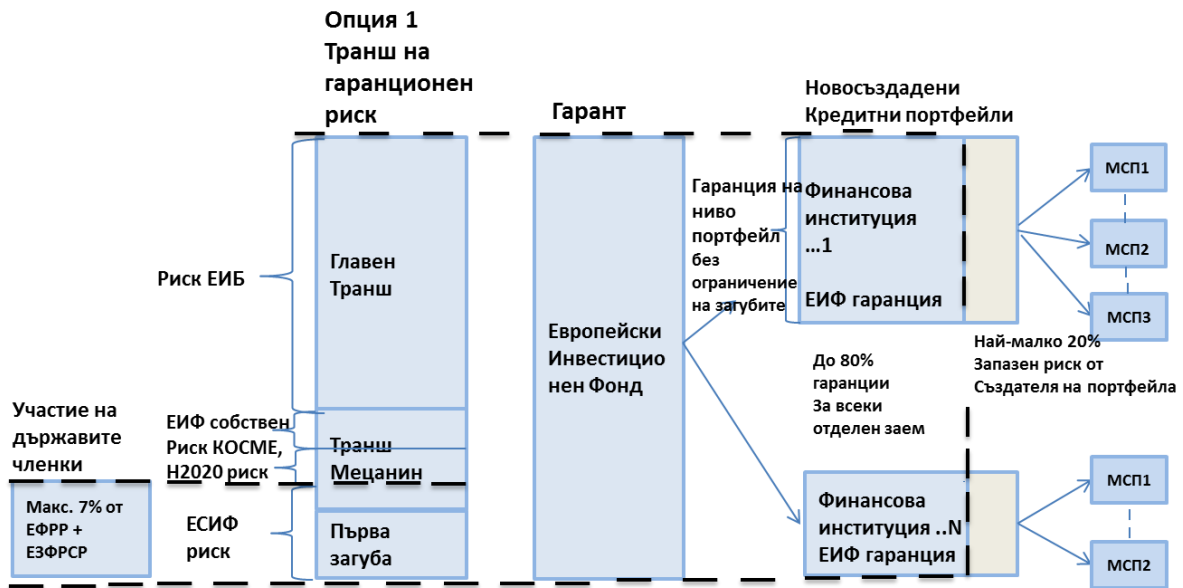 Опция 1
Транш на
гаранционен
риск
Гарант
Новосъздадени
Кредитни портфейли
Участие на
държавите
членки
Макс. 7% от
ЕФРР +
ЕЗФРСР
Риск ЕИБ
ЕИФ собствен
Риск КОСМЕ,
Н2020 риск
ЕСИФ
риск
Главен
Транш
Транш
Мецанин
Първа
загуба
Европейски
Инвестицио
нен Фонд
Гаранция на
ниво
портфейл
без
ограничение
на загубите
Финансова
институция
...1
ЕИФ гаранция
До 80%
гаранции
За всеки
отделен заем
Най-малко 20%
Запазен риск от
Създателя на портфейла
Финансова
институция ..N
ЕИФ гаранция
МСП1
МСП2
МСП3
МСП1
МСП2